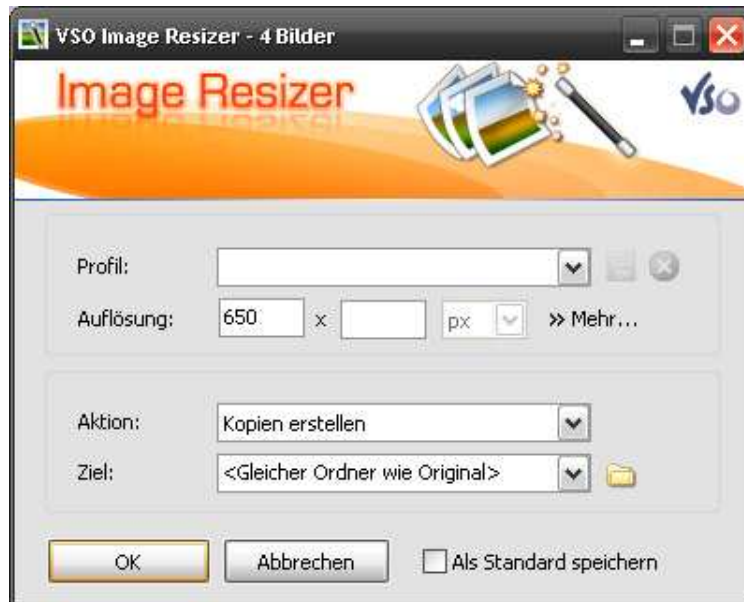 VSO Image Resizer - 4 Bilder
Image Resizer
VSO
Profil:
Auflösung: 650 x px >> Mehr...
Aktion: Kopien erstellen
Ziel: <Gleicher Ordner wie Original>
OK Abbrechen Als Standard speichern